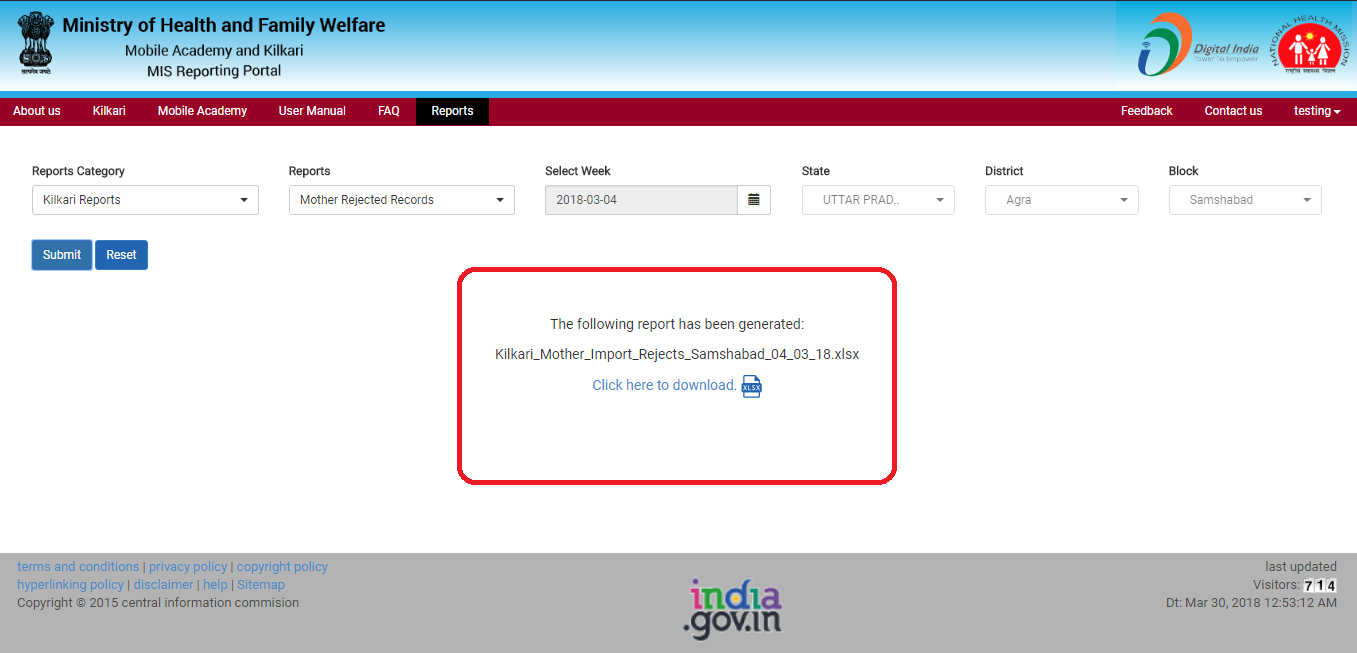 Ministry of Health and Family Welfare
Mobile Academy and Kilkari
MIS Reporting Portal
सत्यमेव जयते
Digital India
Power To Empower
NATIONAL HEALTH MISSION
राष्ट्रीय स्वास्थ्य मिशन
About us Kilkari Mobile Academy User Manual FAQ Reports Feedback Contact us testing
Reports Category Reports Select Week State District Block
Kilkari Reports Mother Rejected Records 2018-03-04 UTTAR PRAD.. Agra Samshabad
Submit Reset
The following report has been generated:
Kilkari_Mother_Import_Rejects_Samshabad_04_03_18.xlsx
Click here to download. XLSX
terms and conditions | privacy policy | copyright policy
hyperlinking policy | disclaimer | help | Sitemap
Copyright © 2015 central information commision
india
.gov.in
last updated
Visitors: 714
Dt: Mar 30, 2018 12:53:12 AM